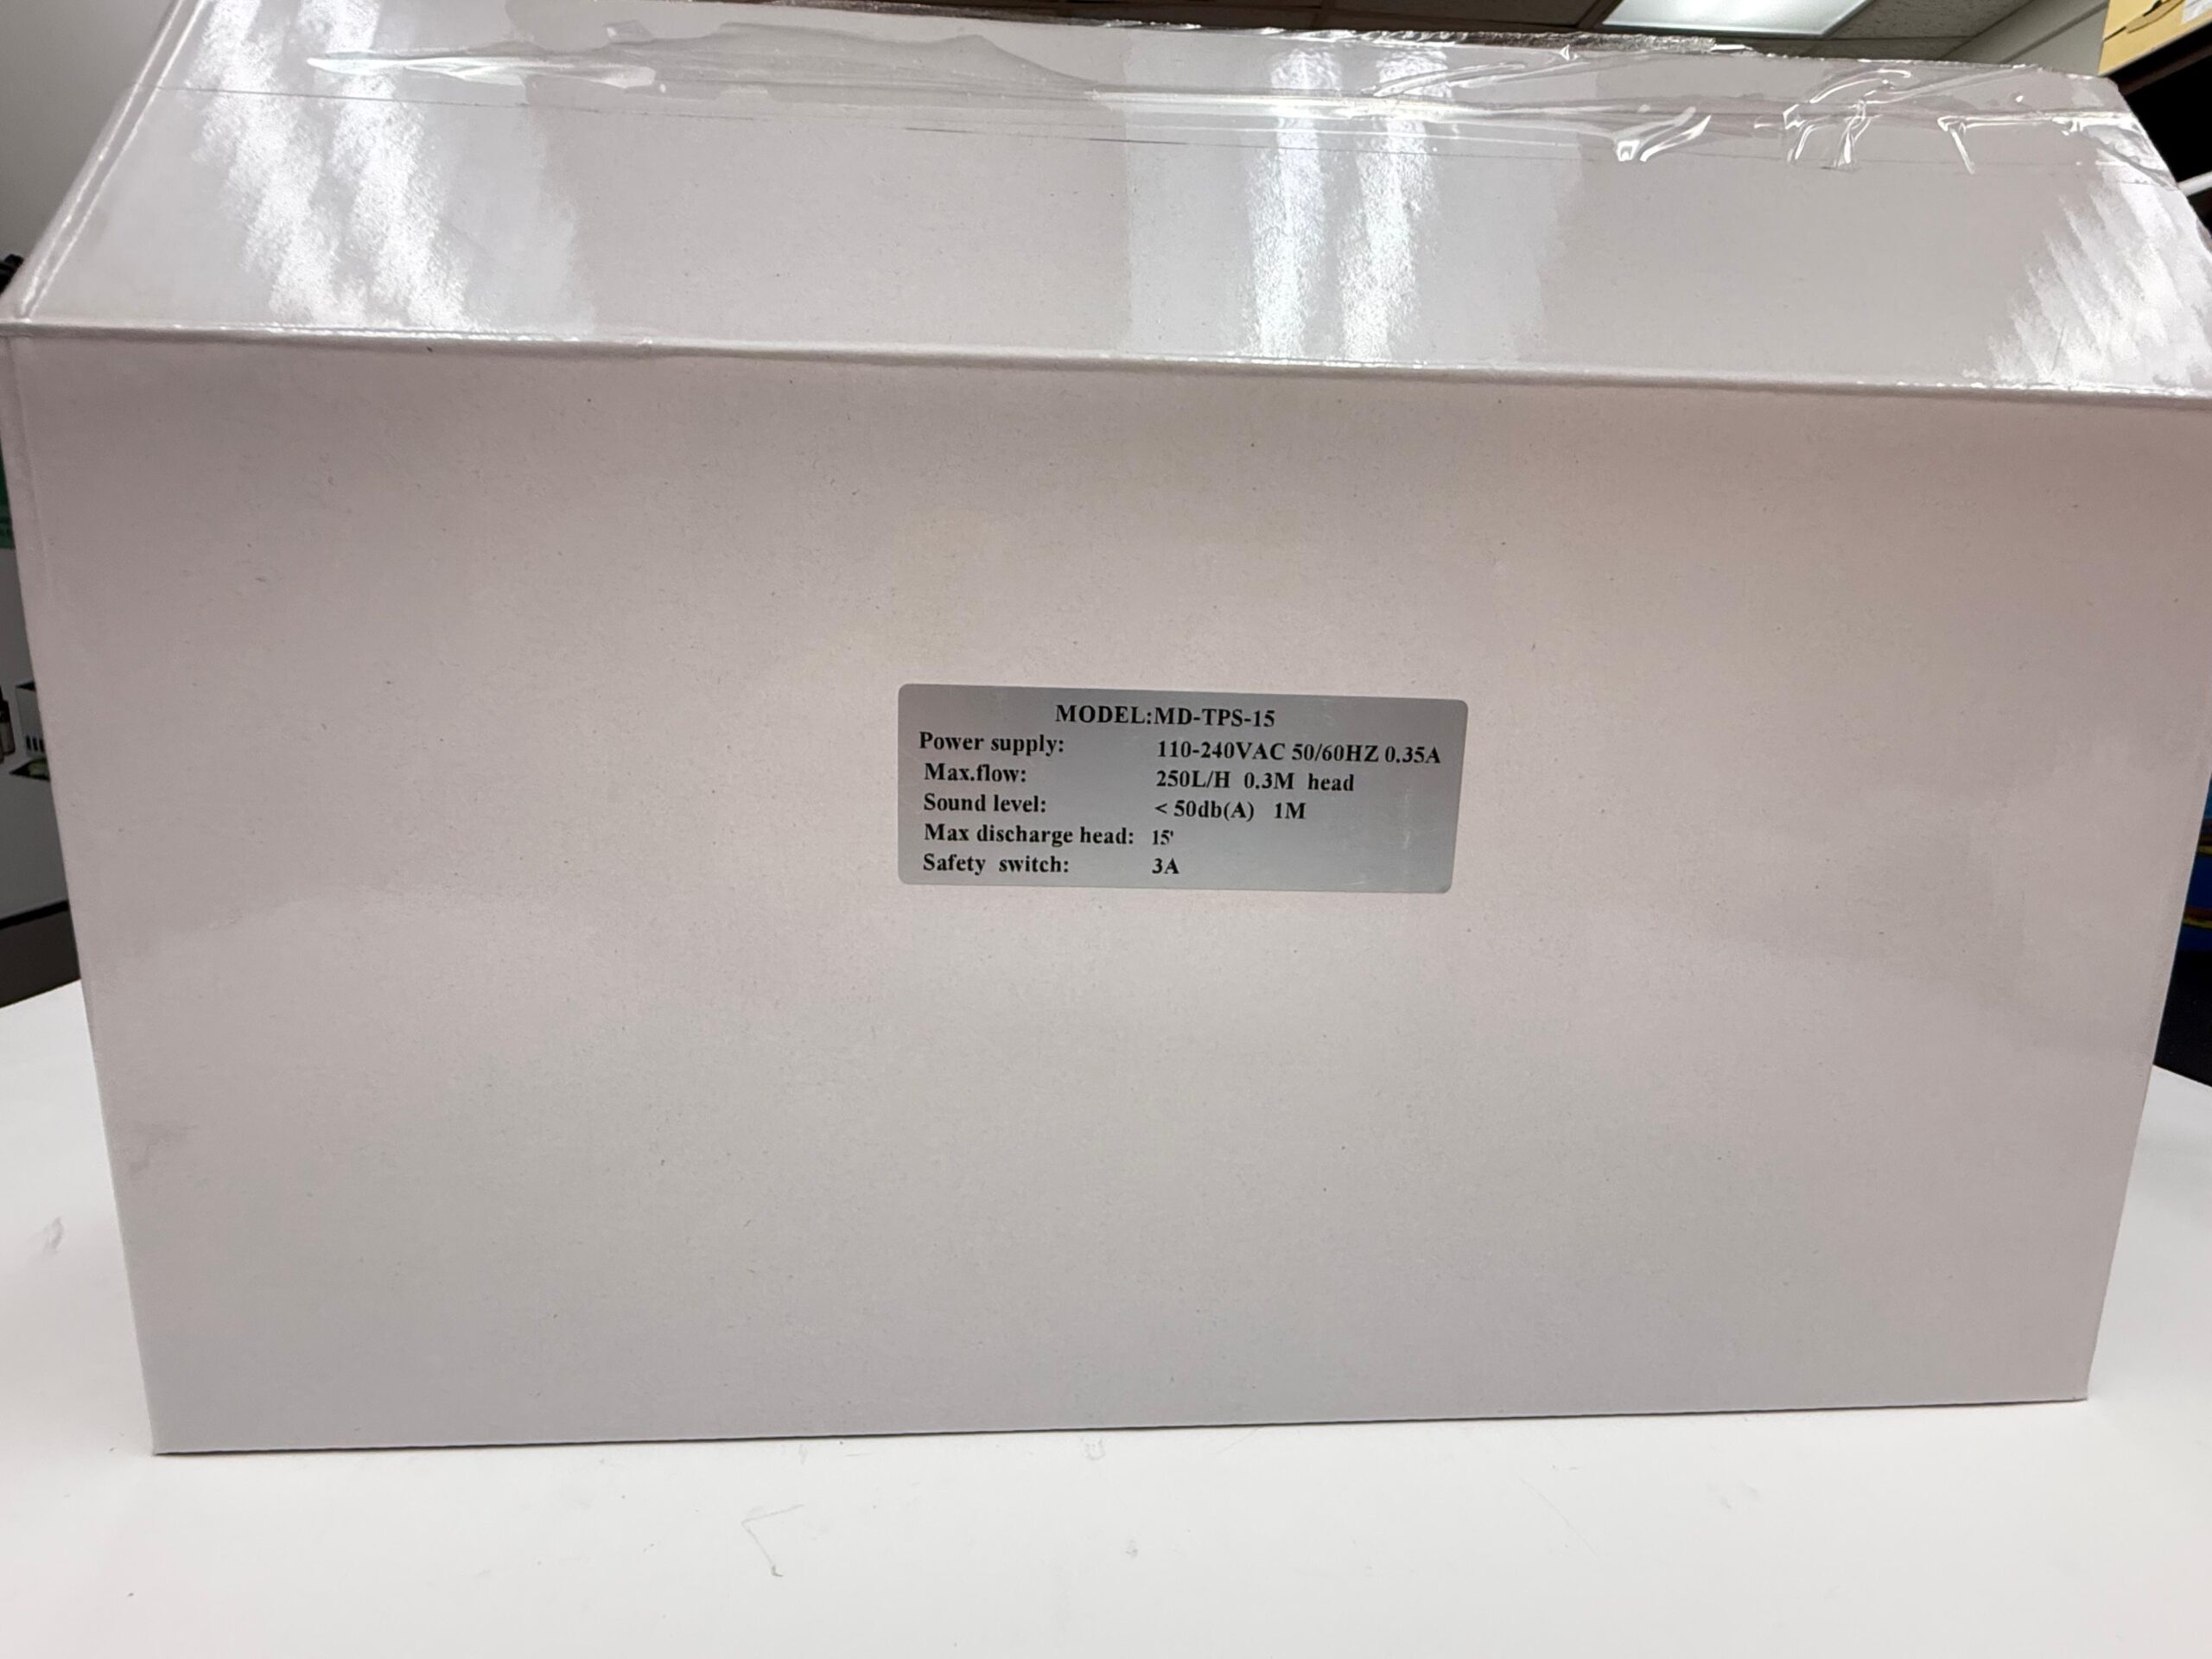 MODEL:MD-TPS-15
Power supply: 110-240VAC 50/60HZ 0.35A
Max.flow: 250L/H 0.3M head
Sound level: < 50db(A) 1M
Max discharge head: 15'
Safety switch: 3A